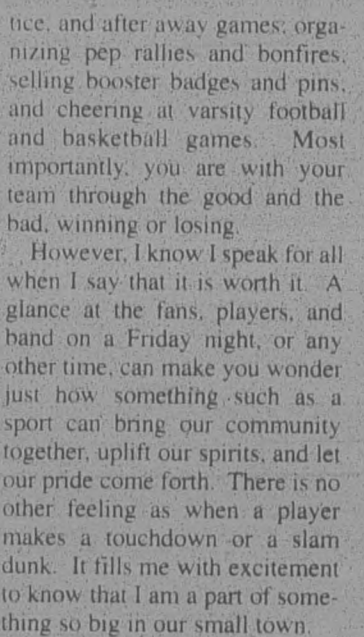 tice, and after away games; orga-
nizing pep rallies and bonfires,
selling booster badges and pins,
and cheering at varsity football
and basketball games. Most
importantly, you are with your
team through the good and the
bad, winning or losing.
However, I know I speak for all
when I say that it is worth it. A
glance at the fans, players, and
band on a Friday night, or any
other time, can make you wonder
just how something such as a
sport can bring our community
together, uplift our spirits, and let
our pride come forth. There is no
other feeling as when a player
makes a touchdown or a slam
dunk. It fills me with excitement
to know that I am a part of some-
thing so big in our small town.